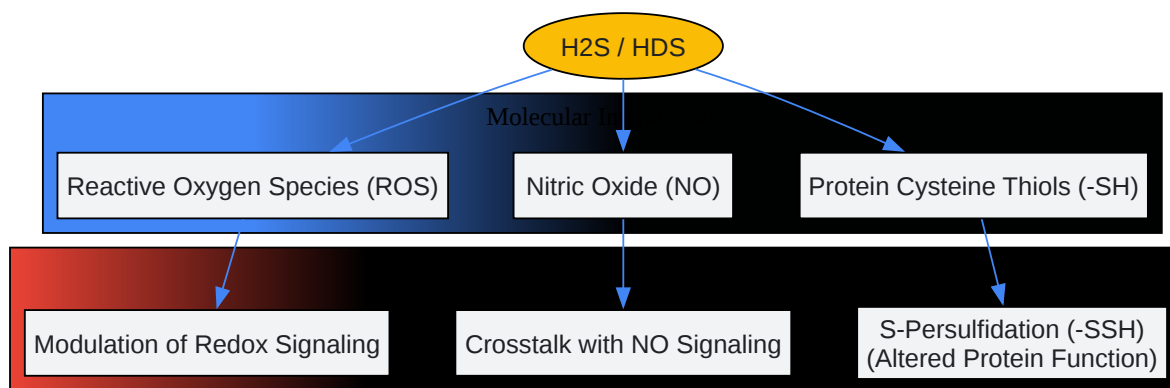 H2S / HDS
Molecular
Reactive Oxygen Species (ROS)
Nitric Oxide (NO)
Protein Cysteine Thiols (-SH)
Modulation of Redox Signaling
Crosstalk with NO Signaling
S-Persulfidation (-SSH)
(Altered Protein Function)